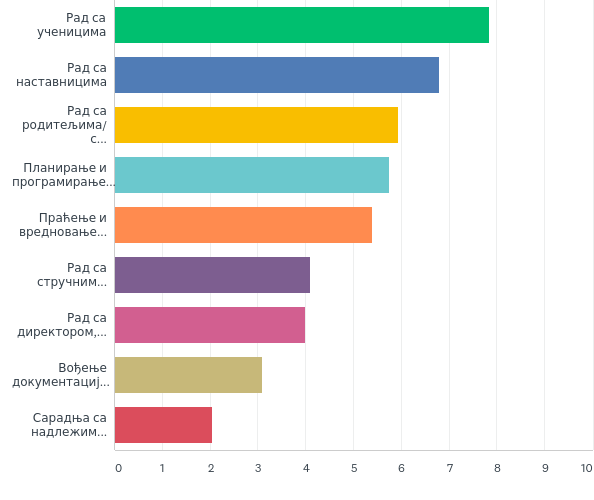 Рад са
ученицима
Рад са
наставницима
Рад са
родитељима/
с...
Планирање и
програмирање...
Праћење и
вредновање...
Рад са
стручним...
Рад са
директором,...
Вођење
документациј...
Сарадња са
надлежим...
0 1 2 3 4 5 6 7 8 9 10